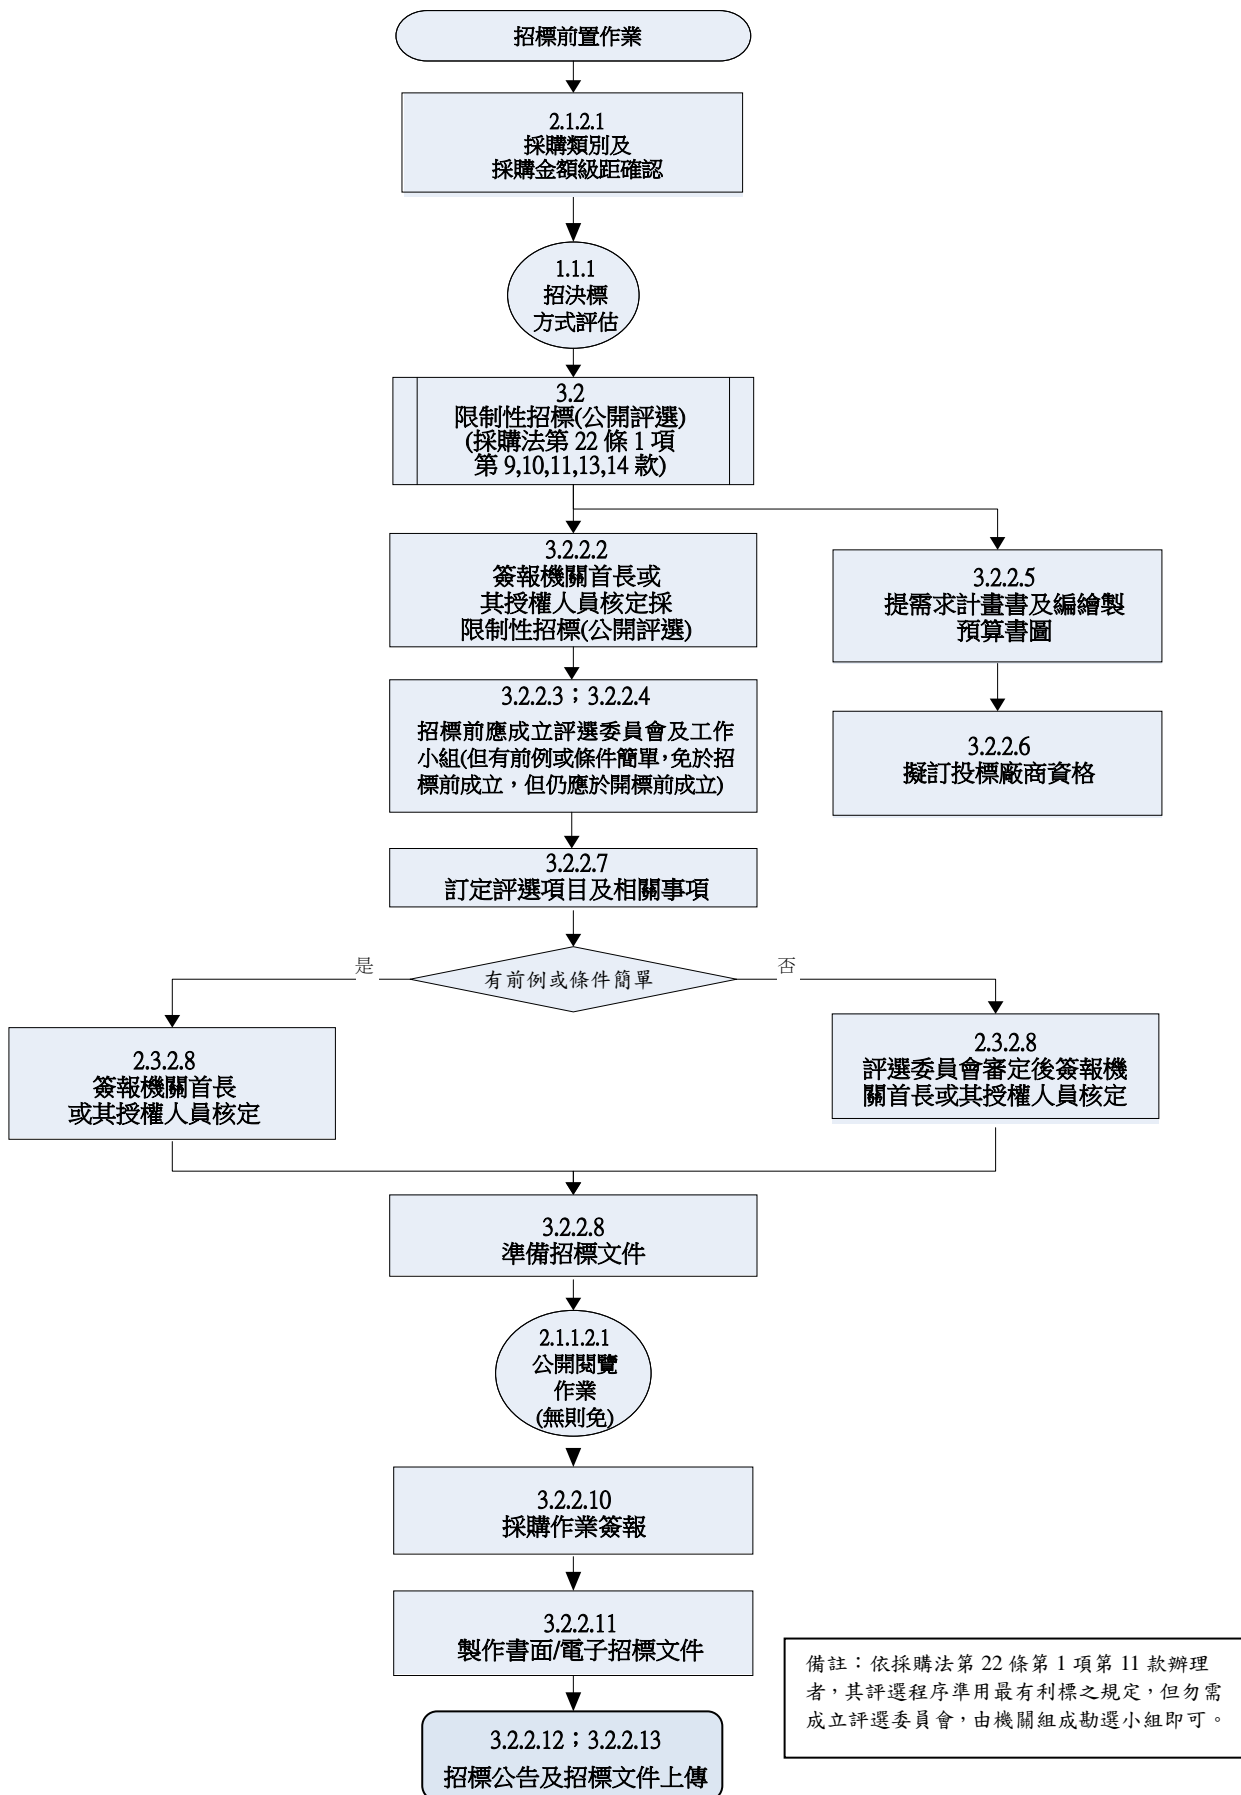 招標前置作業
2.1.2.1
採購類別及
採購金額級距確認
1.1.1
招決標
方式評估
3.2
限制性招標(公開評選)
(採購法第 22 條 1 項
第 9,10,11,13,14 款)
3.2.2.2
簽報機關首長或
其授權人員核定採
限制性招標(公開評選)
3.2.2.5
提需求計畫書及編繪製
預算書圖
3.2.2.3；3.2.2.4
招標前應成立評選委員會及工作
小組(但有前例或條件簡單，免於招
標前成立，但仍應於開標前成立)
3.2.2.6
擬訂投標廠商資格
3.2.2.7
訂定評選項目及相關事項
有前例或條件簡單
是
否
2.3.2.8
簽報機關首長
或其授權人員核定
2.3.2.8
評選委員會審定後簽報機
關首長或其授權人員核定
3.2.2.8
準備招標文件
2.1.1.2.1
公開閱覽
作業
(無則免)
3.2.2.10
採購作業簽報
3.2.2.11
製作書面/電子招標文件
3.2.2.12；3.2.2.13
招標公告及招標文件上傳
備註：依採購法第 22 條第 1 項第 11 款辦理
者，其評選程序準用最有利標之規定，但勿需
成立評選委員會，由機關組成勘選小組即可。